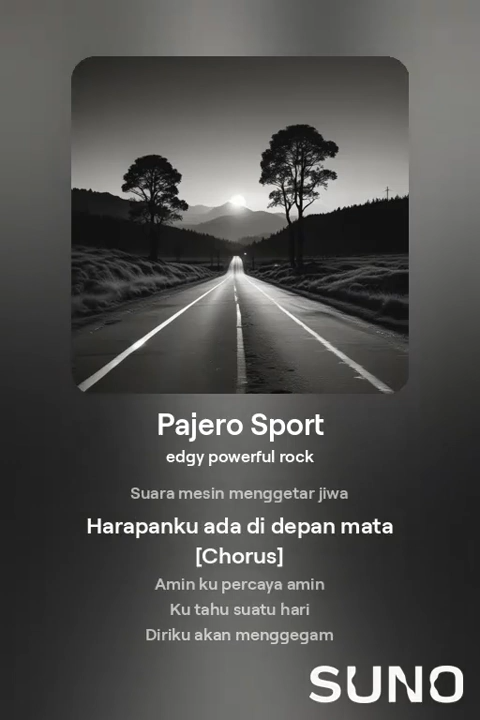 Pajero Sport
edgy powerful rock
Suara mesin menggetar jiwa
Harapanku ada di depan mata
[Chorus]
Amin ku percaya amin
Ku tahu suatu hari
Diriku akan menggegam
SUNO